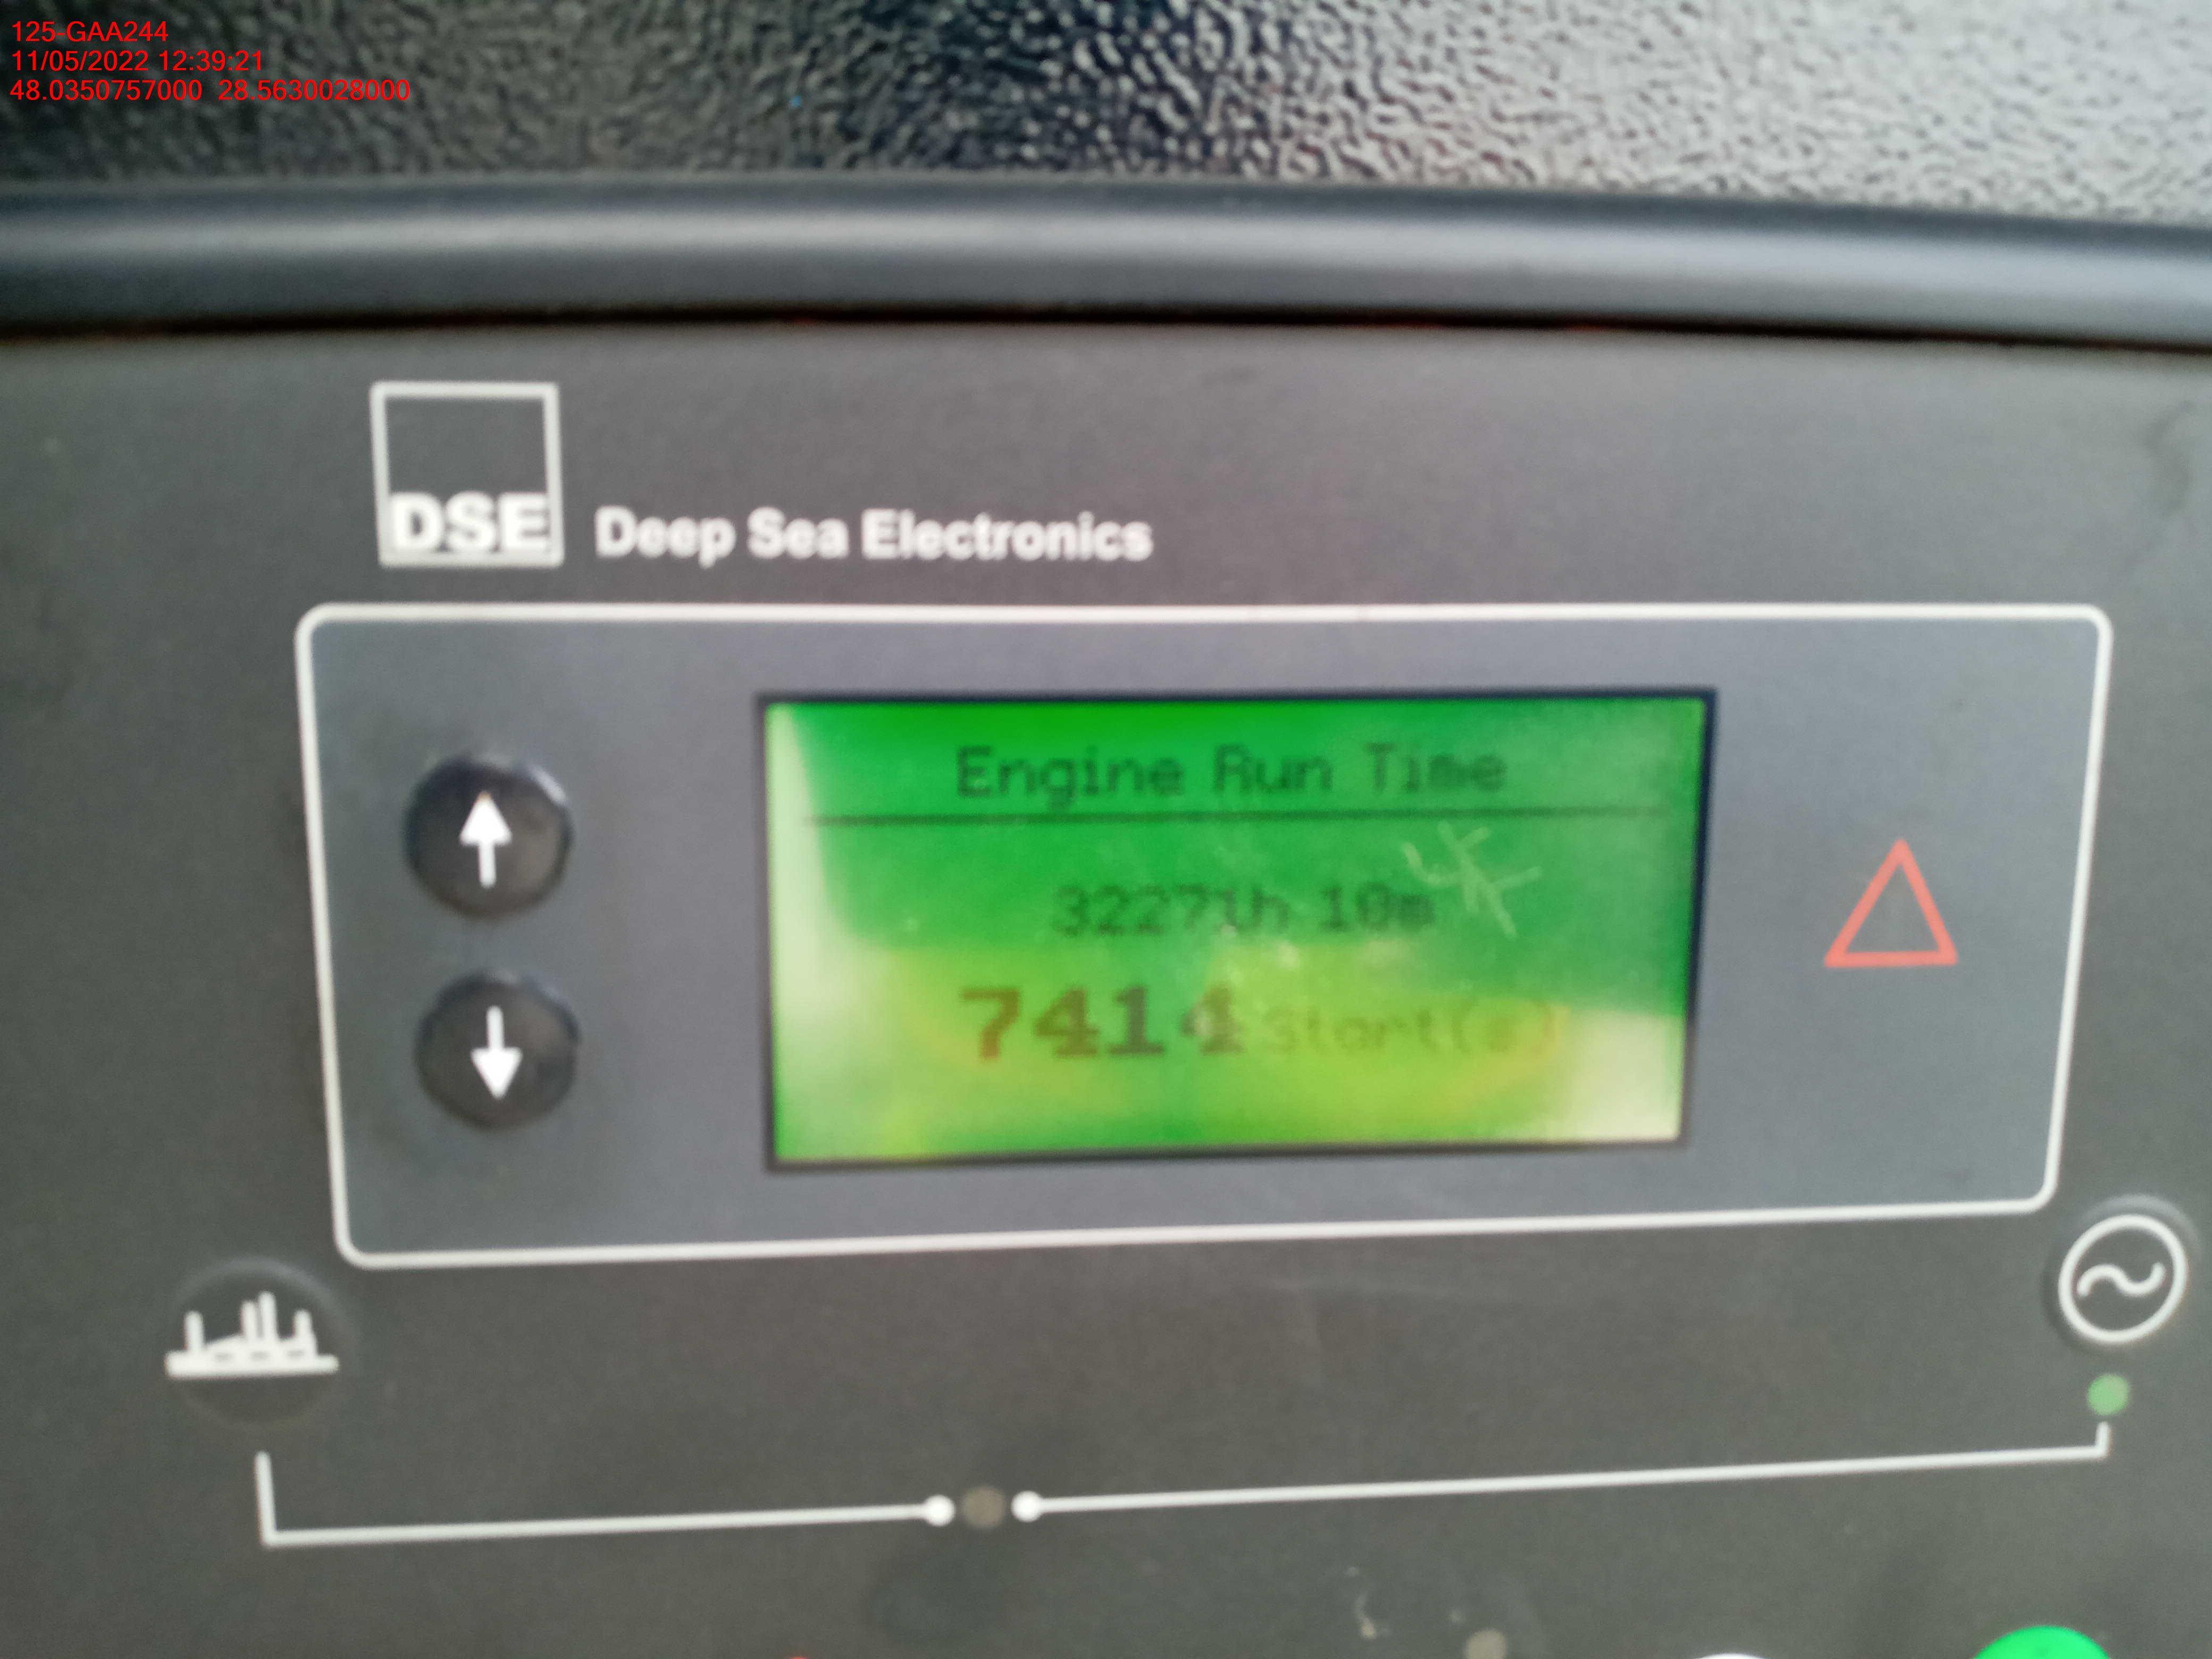 125-GAA244
11/05/2022 12:39:21
48.0350757000 28.5630028000
DSE Deep Sea Electronics
Engine Run Time
32271h 10m
7414 Start(s)